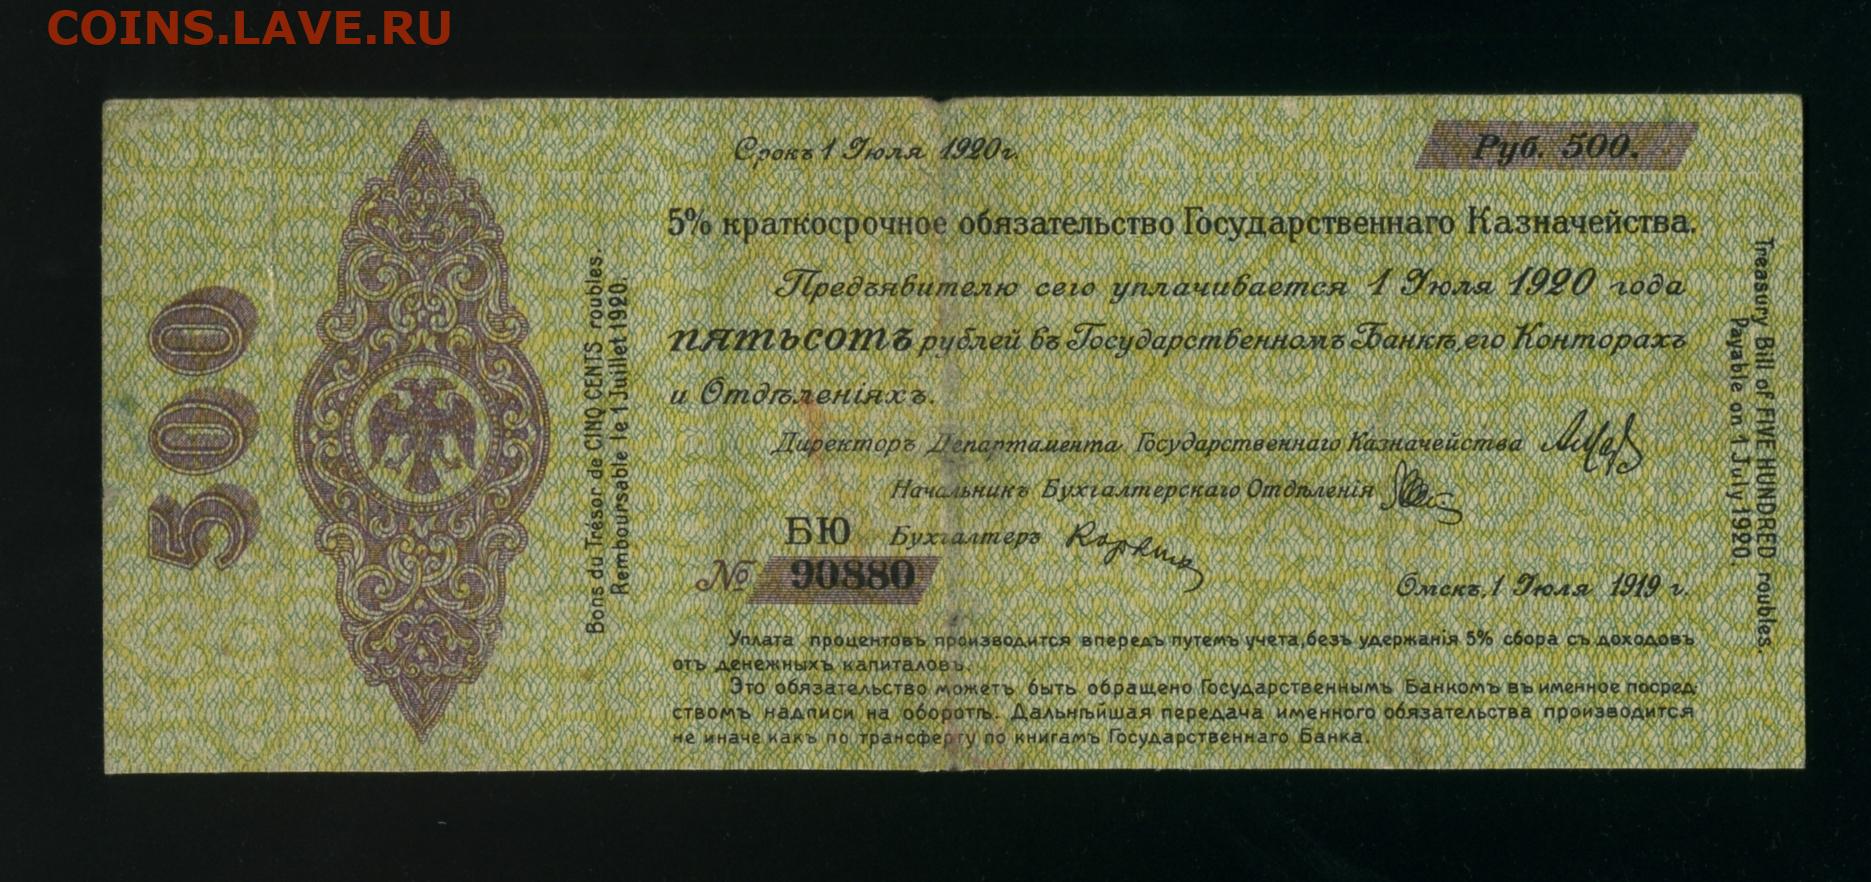 COINS.LAVE.RU
Срокъ 1 Іюля 1920 г.
Руб. 500.
5% краткосрочное обязательство Государственнаго Казначейства.
Предъявителю сего уплачивается 1 Іюля 1920 года
пятьсотъ рублей въ Государственномъ Банкѣ, его Конторахъ
и Отдѣленіяхъ.
Директоръ Департамента Государственнаго Казначейства
Начальникъ Бухгалтерскаго Отдѣленія
БЮ Бухгалтеръ
№ 90880
Омскъ, 1 Іюля 1919 г.
Уплата процентовъ производится впередъ путемъ учета, безъ удержанія 5% сбора съ доходовъ
отъ денежныхъ капиталовъ.
Это обязательство можетъ быть обращено Государственнымъ Банкомъ въ именное посред-
ствомъ надписи на оборотѣ. Дальнѣйшая передача именного обязательства производится
не иначе какъ по трансферту по книгамъ Государственнаго Банка.
500
Bons du Trésor de CINQ CENTS roubles.
Remboursable le 1 Juillet 1920.
Treasury Bill of FIVE HUNDRED roubles.
Payable on 1 July 1920.